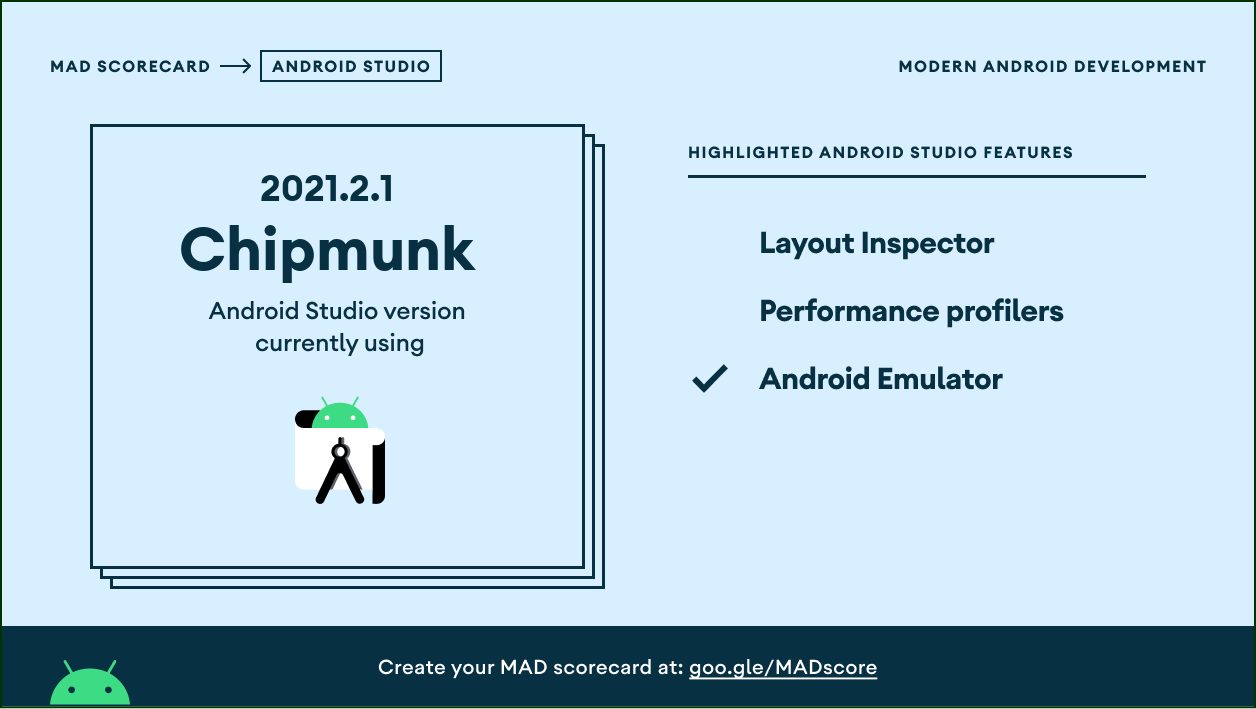 MAD SCORECARD
ANDROID STUDIO
MODERN ANDROID DEVELOPMENT
2021.2.1
Chipmunk
Android Studio version
currently using
HIGHLIGHTED ANDROID STUDIO FEATURES
Layout Inspector
Performance profilers
Android Emulator
Create your MAD scorecard at: goo.gle/MADscore